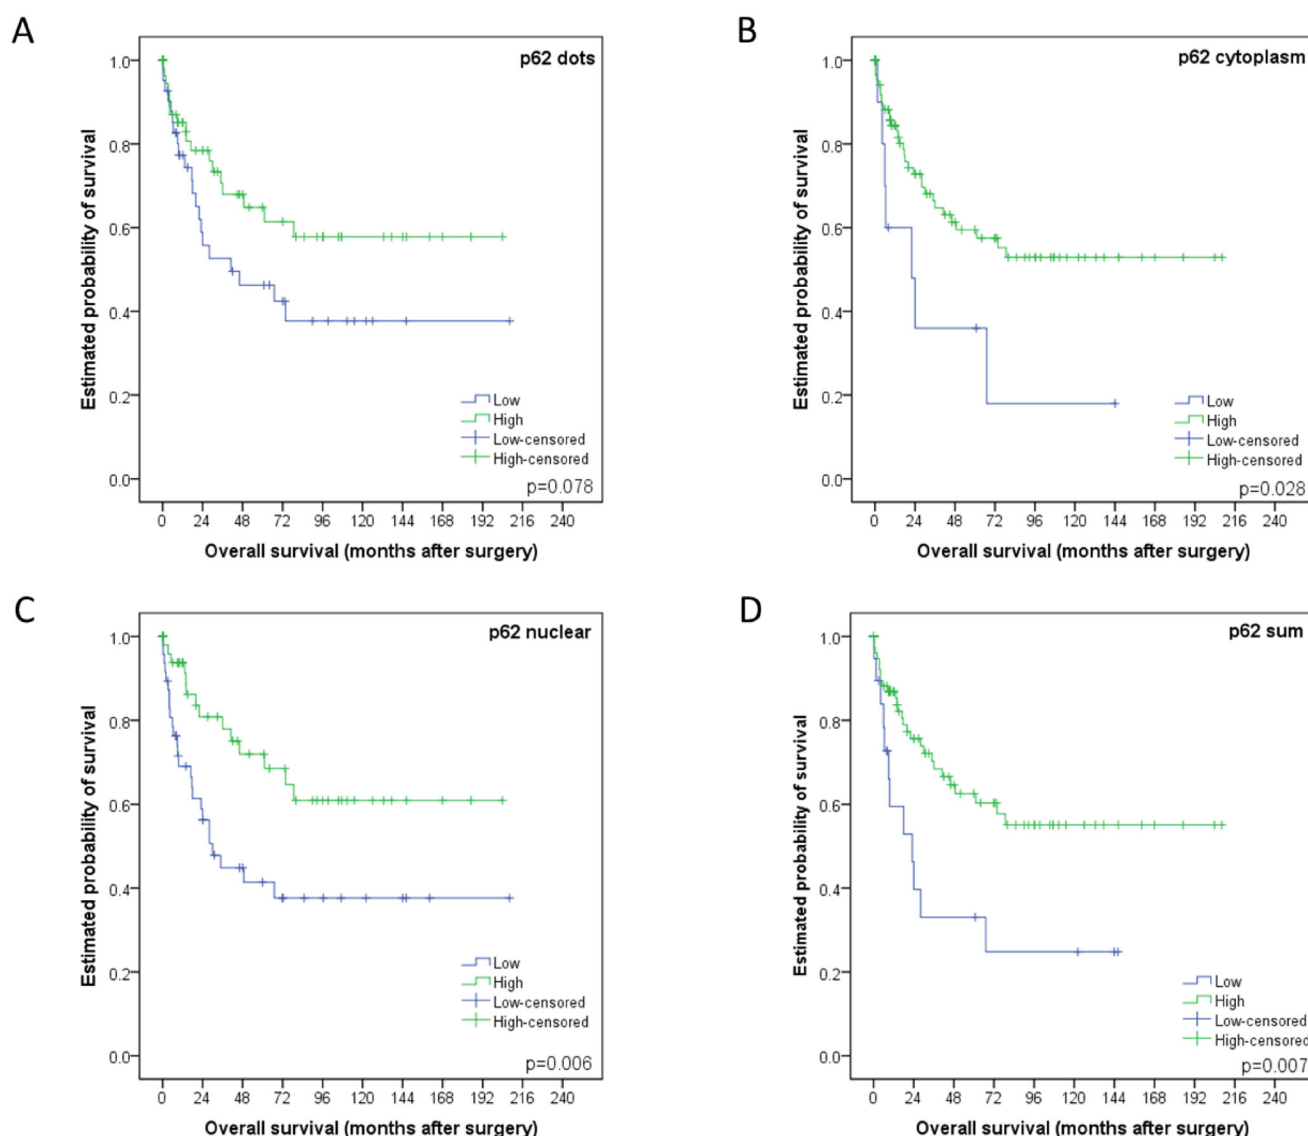 A
p62 dots
Estimated probability of survival
1.0
0.8
0.6
0.4
0.2
0.0
Low
High
Low-censored
High-censored
p=0.078
0 24 48 72 96 120 144 168 192 216 240
Overall survival (months after surgery)
B
p62 cytoplasm
Estimated probability of survival
1.0
0.8
0.6
0.4
0.2
0.0
Low
High
Low-censored
High-censored
p=0.028
0 24 48 72 96 120 144 168 192 216 240
Overall survival (months after surgery)
C
p62 nuclear
Estimated probability of survival
1.0
0.8
0.6
0.4
0.2
0.0
Low
High
Low-censored
High-censored
p=0.006
0 24 48 72 96 120 144 168 192 216 240
Overall survival (months after surgery)
D
p62 sum
Estimated probability of survival
1.0
0.8
0.6
0.4
0.2
0.0
Low
High
Low-censored
High-censored
p=0.007
0 24 48 72 96 120 144 168 192 216 240
Overall survival (months after surgery)